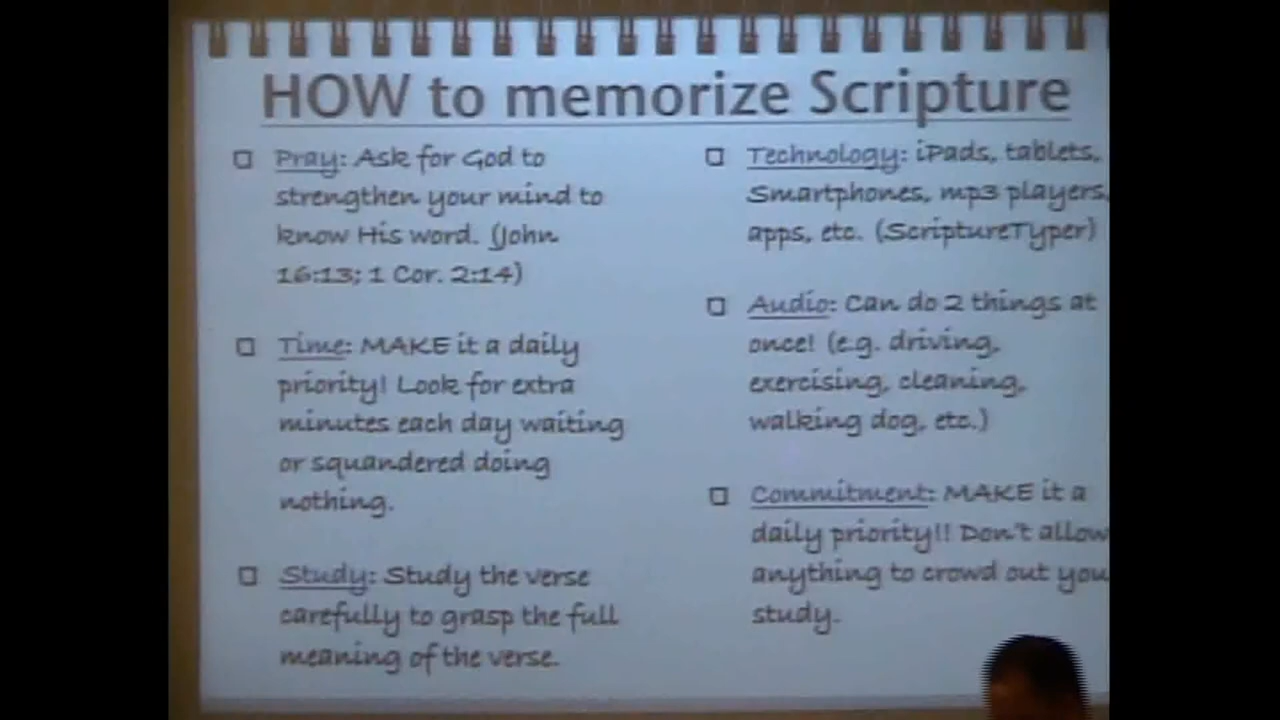 HOW to memorize Scripture
Pray: Ask for God to
strengthen your mind to
know His word. (John
16:13; 1 Cor. 2:14)
Time: MAKE it a daily
priority! Look for extra
minutes each day waiting
or squandered doing
nothing.
Study: Study the verse
carefully to grasp the full
meaning of the verse.
Technology: iPads, tablets,
Smartphones, mp3 players,
apps, etc. (ScriptureTyper)
Audio: Can do 2 things at
once! (e.g. driving,
exercising, cleaning,
walking dog, etc.)
Commitment: MAKE it a
daily priority!! Don't allow
anything to crowd out you
study.